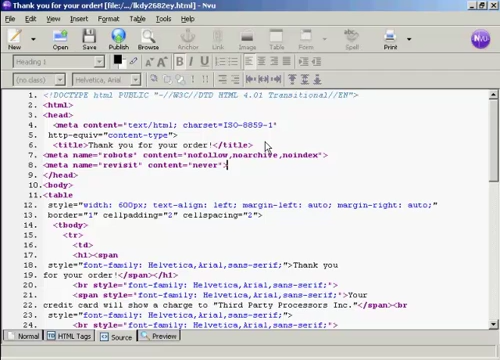 Thank you for your order! [file:/.../lkdy2682ey.html] - Nvu
File Edit View Insert Format Table Tools Help
New Open Save Publish Browse Anchor Link Image Table Form Spell Print Nvu
Heading 1 B I U
(no class) Helvetica, Arial,
1. <!DOCTYPE html PUBLIC "-//W3C//DTD HTML 4.01 Transitional//EN">
2. <html>
3. <head>
4. <meta content="text/html; charset=ISO-8859-1"
5. http-equiv="content-type">
6. <title>Thank you for your order!</title>
7. <meta name="robots" content="nofollow,noarchive,noindex">
8. <meta name="revisit" content="never">
9. </head>
10. <body>
11. <table
12. style="width: 600px; text-align: left; margin-left: auto; margin-right: auto;"
13. border="1" cellpadding="2" cellspacing="2">
14. <tbody>
15. <tr>
16. <td>
17. <h1><span
18. style="font-family: Helvetica,Arial,sans-serif;">Thank you
19. for your order!</span></h1>
20. <br style="font-family: Helvetica,Arial,sans-serif;">
21. <span style="font-family: Helvetica,Arial,sans-serif;">Your
22. credit card will show a charge to "Third Party Processors Inc."</span><br
23. style="font-family: Helvetica,Arial,sans-serif;">
24. <br style="font-family: Helvetica,Arial,sans-serif;">
Normal HTML Tags Source Preview